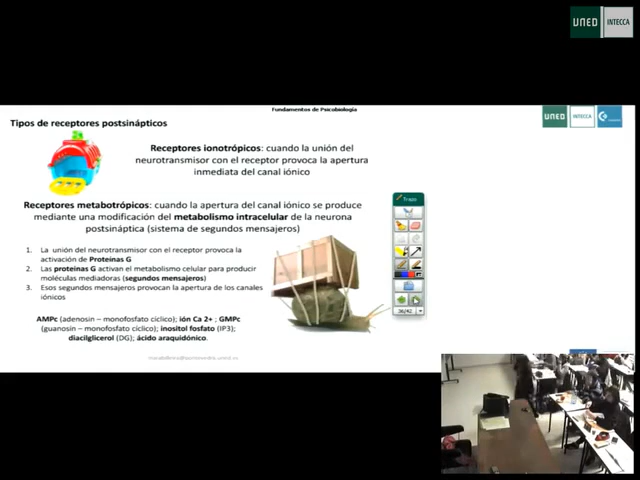 UNED INTECCA
Fundamentos de Psicobiología
UNED INTECCA
Tipos de receptores postsinápticos
Receptores ionotrópicos: cuando la unión del
neurotransmisor con el receptor provoca la apertura
inmediata del canal iónico
Receptores metabotrópicos: cuando la apertura del canal iónico se produce
mediante una modificación del metabolismo intracelular de la neurona
postsináptica (sistema de segundos mensajeros)
Trazo
1. La unión del neurotransmisor con el receptor provoca la
activación de Proteínas G
2. Las proteínas G activan el metabolismo celular para producir
moléculas mediadoras (segundos mensajeros)
3. Esos segundos mensajeros provocan la apertura de los canales
iónicos
36/42
AMPc (adenosin – monofosfato cíclico); ión Ca 2+ ; GMPc
(guanosin – monofosfato cíclico); inositol fosfato (IP3);
diacilglicerol (DG); ácido araquidónico.